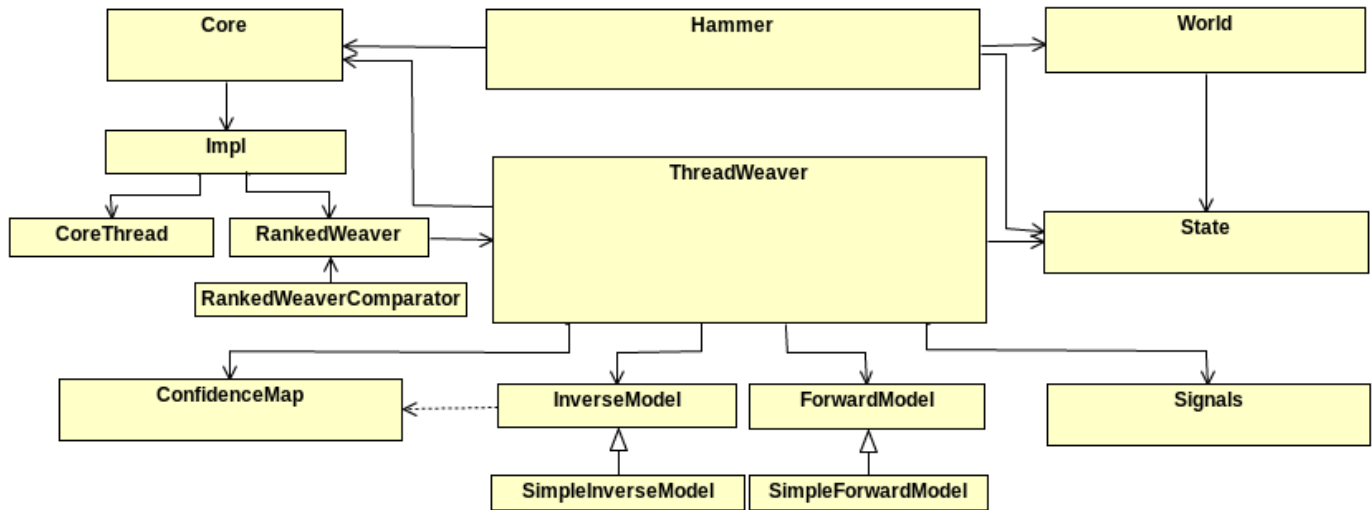 Core
Hammer
World
Impl
ThreadWeaver
CoreThread
RankedWeaver
State
RankedWeaverComparator
ConfidenceMap
InverseModel
ForwardModel
Signals
SimpleInverseModel
SimpleForwardModel